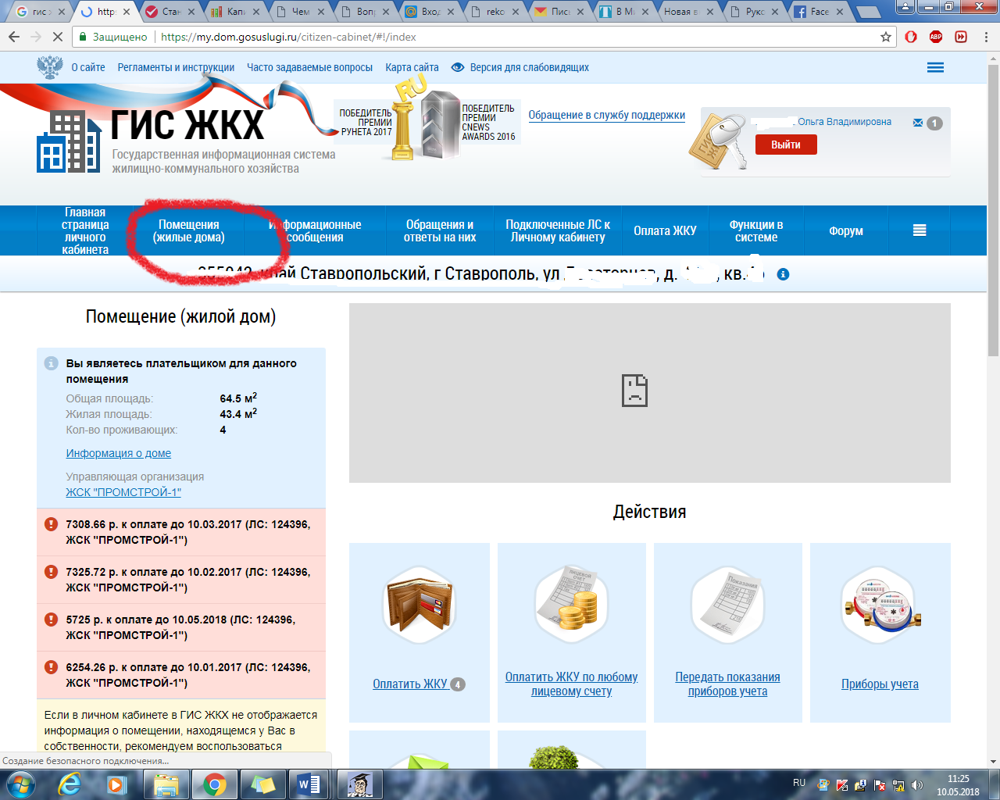 гис ж
http:
Стан
Капи
Чем
Вопр
Вход
reko
Пись
В Ми
Новая в
Рукс
Face
Защищено
https://my.dom.gosuslugi.ru/citizen-cabinet/#!/index
ABP
О сайте
Регламенты и инструкции
Часто задаваемые вопросы
Карта сайта
Версия для слабовидящих
ГИС ЖКХ
Государственная информационная система
жилищно-коммунального хозяйства
ПОБЕДИТЕЛЬ
ПРЕМИИ
РУНЕТА 2017
RU
ПОБЕДИТЕЛЬ
ПРЕМИИ
CNEWS
AWARDS 2016
Обращение в службу поддержки
ГИС
ЖК
Ольга Владимировна
1
Выйти
Главная
страница
личного
кабинета
Помещения
(жилые дома)
Информационные
сообщения
Обращения и
ответы на них
Подключенные ЛС к
Личному кабинету
Оплата ЖКУ
Функции в
системе
Форум
край Ставропольский, г Ставрополь, ул , д. , кв.
Помещение (жилой дом)
Вы являетесь плательщиком для данного
помещения
Общая площадь: 64.5 м2
Жилая площадь: 43.4 м2
Кол-во проживающих: 4
Информация о доме
Управляющая организация
ЖСК "ПРОМСТРОЙ-1"
7308.66 р. к оплате до 10.03.2017 (ЛС: 124396,
ЖСК "ПРОМСТРОЙ-1")
7325.72 р. к оплате до 10.02.2017 (ЛС: 124396,
ЖСК "ПРОМСТРОЙ-1")
5725 р. к оплате до 10.05.2018 (ЛС: 124396,
ЖСК "ПРОМСТРОЙ-1")
6254.26 р. к оплате до 10.01.2017 (ЛС: 124396,
ЖСК "ПРОМСТРОЙ-1")
Если в личном кабинете в ГИС ЖКХ не отображается
информация о помещении, находящемся у Вас в
собственности, рекомендуем воспользоваться
Действия
Оплатить ЖКУ 4
ЛИЦЕВОЙ
СЧЕТ
Оплатить ЖКУ по любому
лицевому счету
Показания
Передать показания
приборов учета
Приборы учета
Создание безопасного подключения...
RU
11:25
10.05.2018